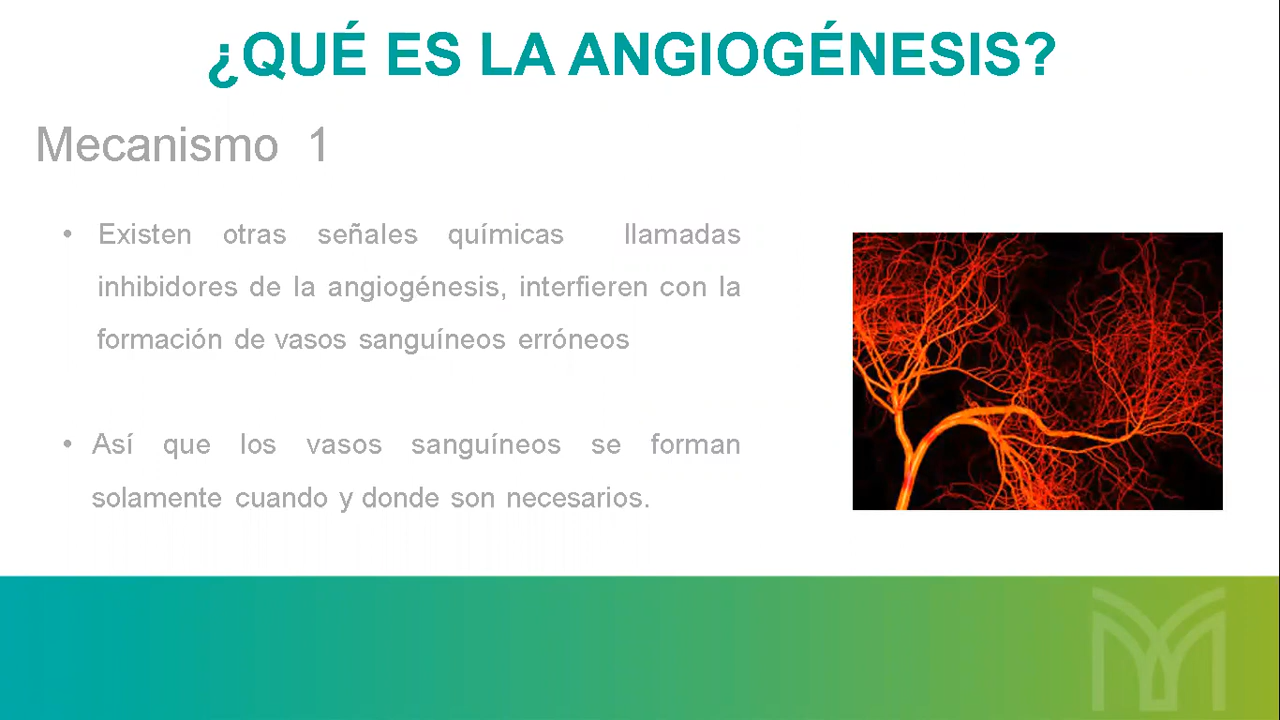 ¿QUÉ ES LA ANGIOGÉNESIS?
Mecanismo 1
• Existen otras señales químicas llamadas
inhibidores de la angiogénesis, interfieren con la
formación de vasos sanguíneos erróneos
• Así que los vasos sanguíneos se forman
solamente cuando y donde son necesarios.